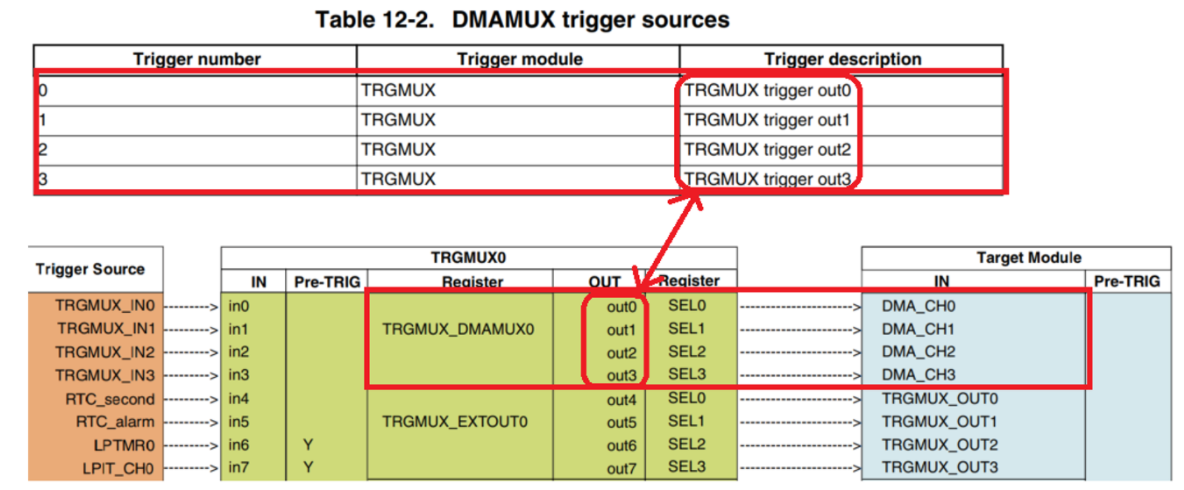 Table 12-2. DMAMUX trigger sources
Trigger number Trigger module Trigger description
0 TRGMUX TRGMUX trigger out0
1 TRGMUX TRGMUX trigger out1
2 TRGMUX TRGMUX trigger out2
3 TRGMUX TRGMUX trigger out3
TRGMUX0 Target Module
Trigger Source IN Pre-TRIG Register OUT Register IN Pre-TRIG
TRGMUX_IN0 in0 out0 SEL0 DMA_CH0
TRGMUX_IN1 in1 TRGMUX_DMAMUX0 out1 SEL1 DMA_CH1
TRGMUX_IN2 in2 out2 SEL2 DMA_CH2
TRGMUX_IN3 in3 out3 SEL3 DMA_CH3
RTC_second in4 out4 SEL0 TRGMUX_OUT0
RTC_alarm in5 TRGMUX_EXTOUT0 out5 SEL1 TRGMUX_OUT1
LPTMR0 in6 Y out6 SEL2 TRGMUX_OUT2
LPIT_CH0 in7 Y out7 SEL3 TRGMUX_OUT3